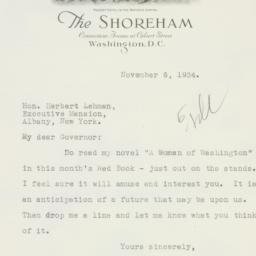 The SHOREHAM
Connecticut Avenue at Calvert Street
Washington, D.C.
November 6, 1934.
Hon. Herbert Lehman,
Executive Mansion,
Albany, New York.
My dear Governor:
Do read my novel "A Woman of Washington"
in this month's Red Book - just out on the stands.
I feel sure it will amuse and interest you. It is
an anticipation of a future that may be upon us.
Then drop me a line and let me know what you think
of it.
Yours sincerely,